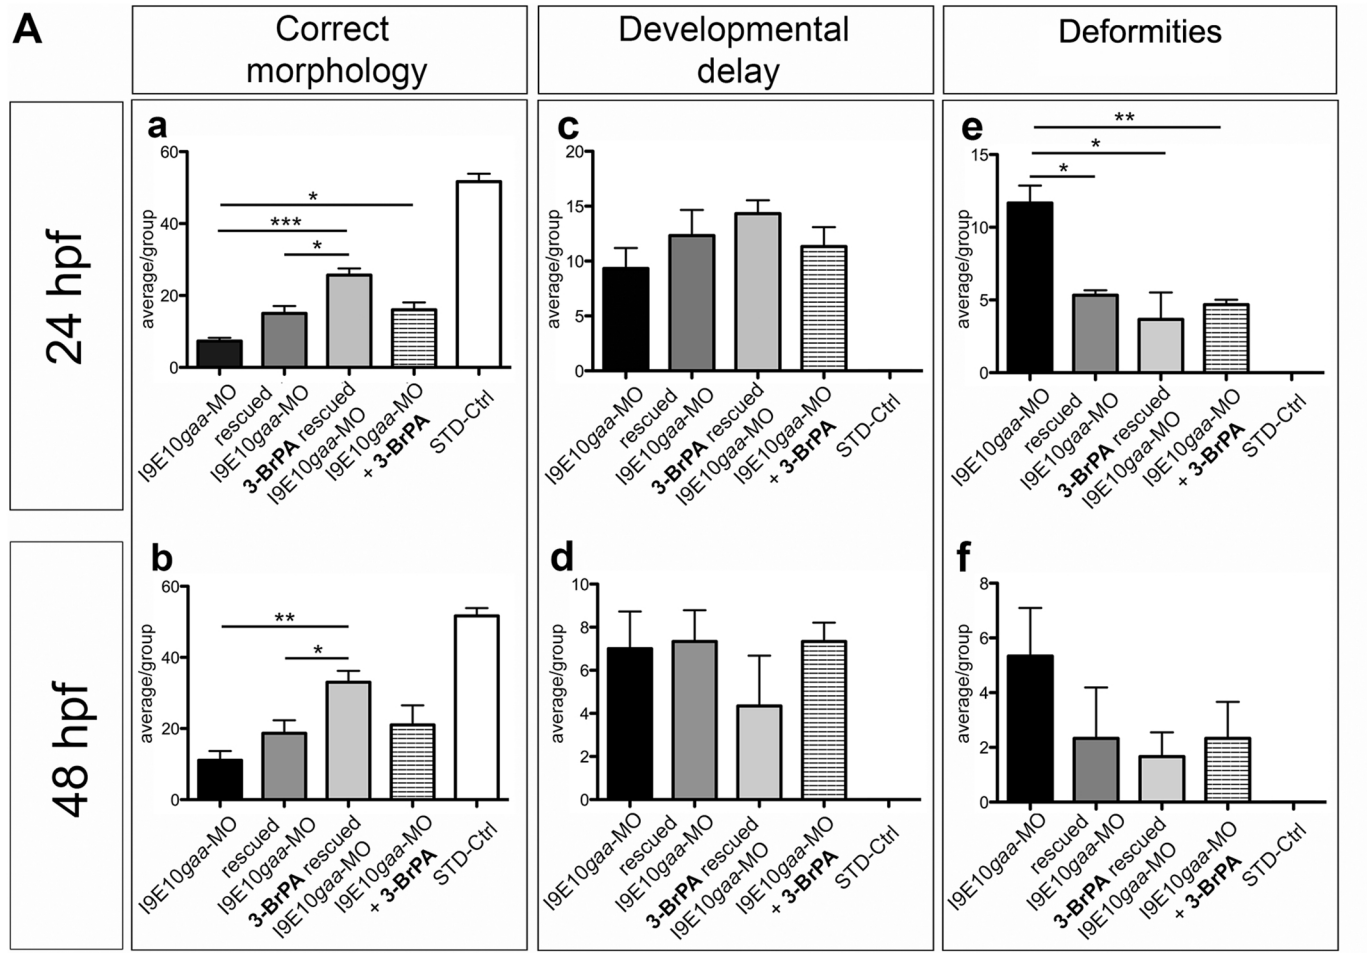 A
Correct
morphology
Developmental
delay
Deformities
24 hpf
a
60
40
20
0
average/group
*
***
*
I9E10gaa-MO
rescued
I9E10gaa-MO
3-BrPA rescued
I9E10gaa-MO
I9E10gaa-MO
+ 3-BrPA
STD-Ctrl
c
20
15
10
5
0
average/group
I9E10gaa-MO
rescued
I9E10gaa-MO
3-BrPA rescued
I9E10gaa-MO
I9E10gaa-MO
+ 3-BrPA
STD-Ctrl
e
15
10
5
0
average/group
**
*
*
I9E10gaa-MO
rescued
I9E10gaa-MO
3-BrPA rescued
I9E10gaa-MO
I9E10gaa-MO
+ 3-BrPA
STD-Ctrl
48 hpf
b
60
40
20
0
average/group
**
*
I9E10gaa-MO
rescued
I9E10gaa-MO
3-BrPA rescued
I9E10gaa-MO
I9E10gaa-MO
+ 3-BrPA
STD-Ctrl
d
10
8
6
4
2
0
average/group
I9E10gaa-MO
rescued
I9E10gaa-MO
3-BrPA rescued
I9E10gaa-MO
I9E10gaa-MO
+ 3-BrPA
STD-Ctrl
f
8
6
4
2
0
average/group
I9E10gaa-MO
rescued
I9E10gaa-MO
3-BrPA rescued
I9E10gaa-MO
I9E10gaa-MO
+ 3-BrPA
STD-Ctrl